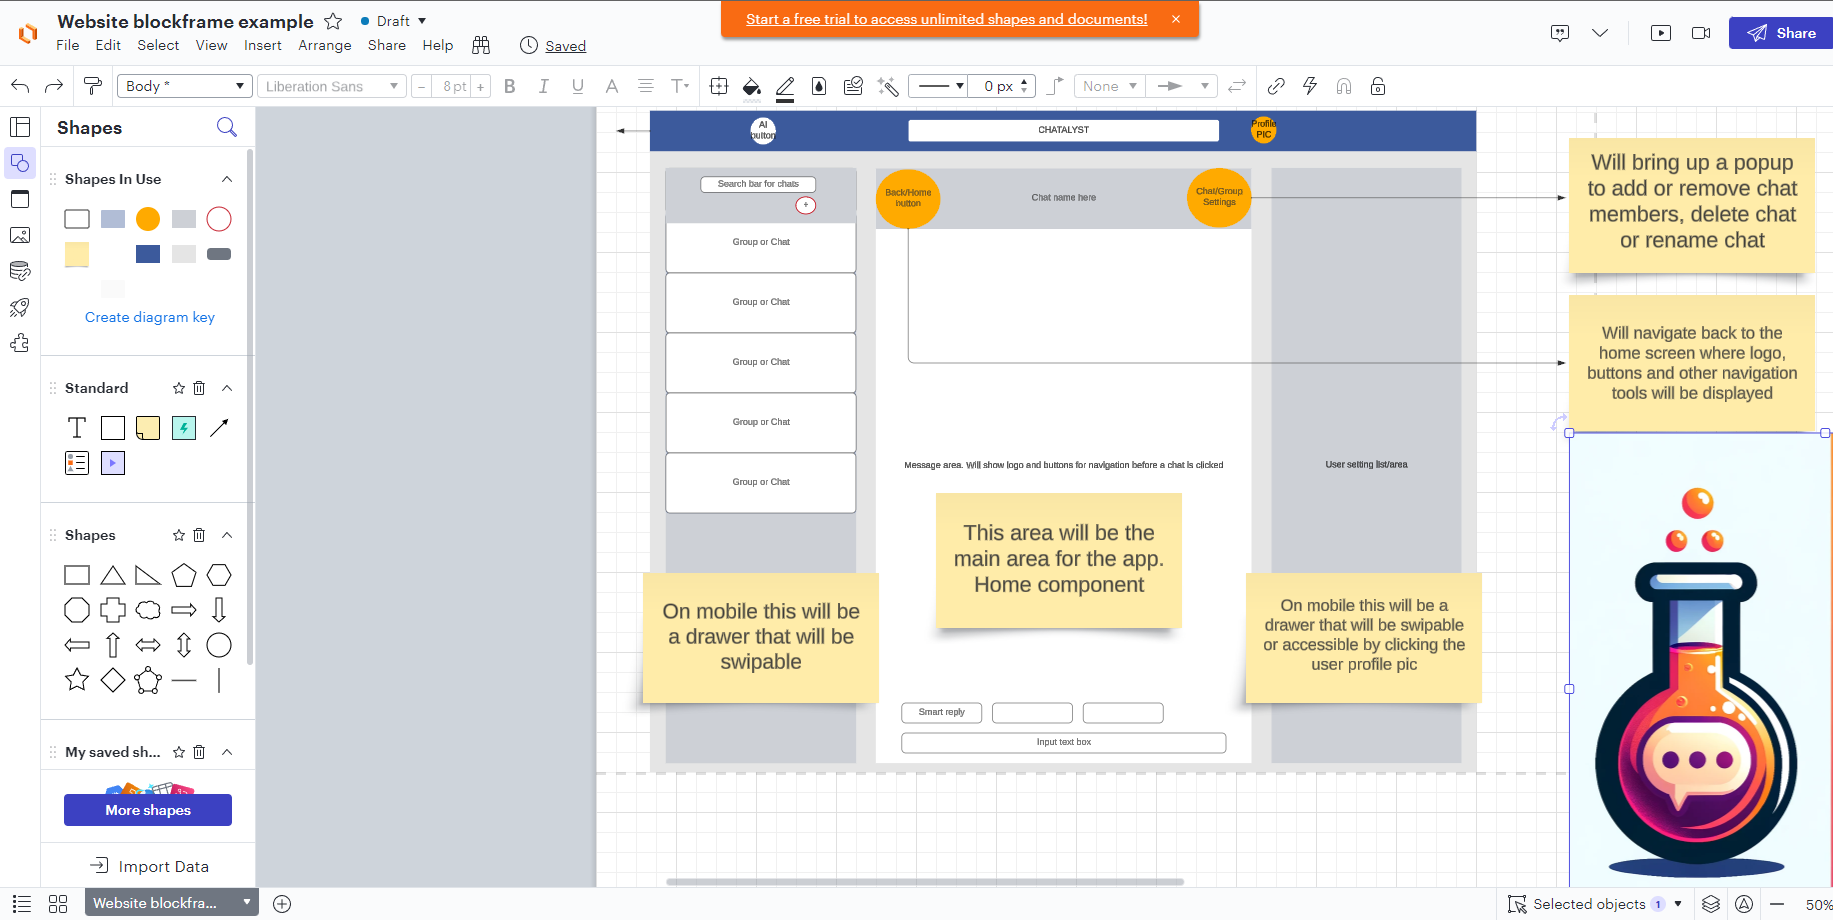 Website blockframe example
Draft
Start a free trial to access unlimited shapes and documents!
File Edit Select View Insert Arrange Share Help
Saved
Share
Body *
Liberation Sans
8 pt
0 px
None
Shapes
Shapes In Use
Create diagram key
Standard
Shapes
My saved sh...
More shapes
Import Data
AI
button
CHATALYST
Profile
PIC
Search bar for chats
+
Group or Chat
Group or Chat
Group or Chat
Group or Chat
Group or Chat
Back/Home
button
Chat name here
Chat/Group
Settings
Message area. Will show logo and buttons for navigation before a chat is clicked
User setting list/area
This area will be the
main area for the app.
Home component
On mobile this will be
a drawer that will be
swipable
On mobile this will be a
drawer that will be swipable
or accessible by clicking the
user profile pic
Smart reply
Input text box
Will bring up a popup
to add or remove chat
members, delete chat
or rename chat
Will navigate back to the
home screen where logo,
buttons and other navigation
tools will be displayed
Website blockfra...
Selected objects 1
50%